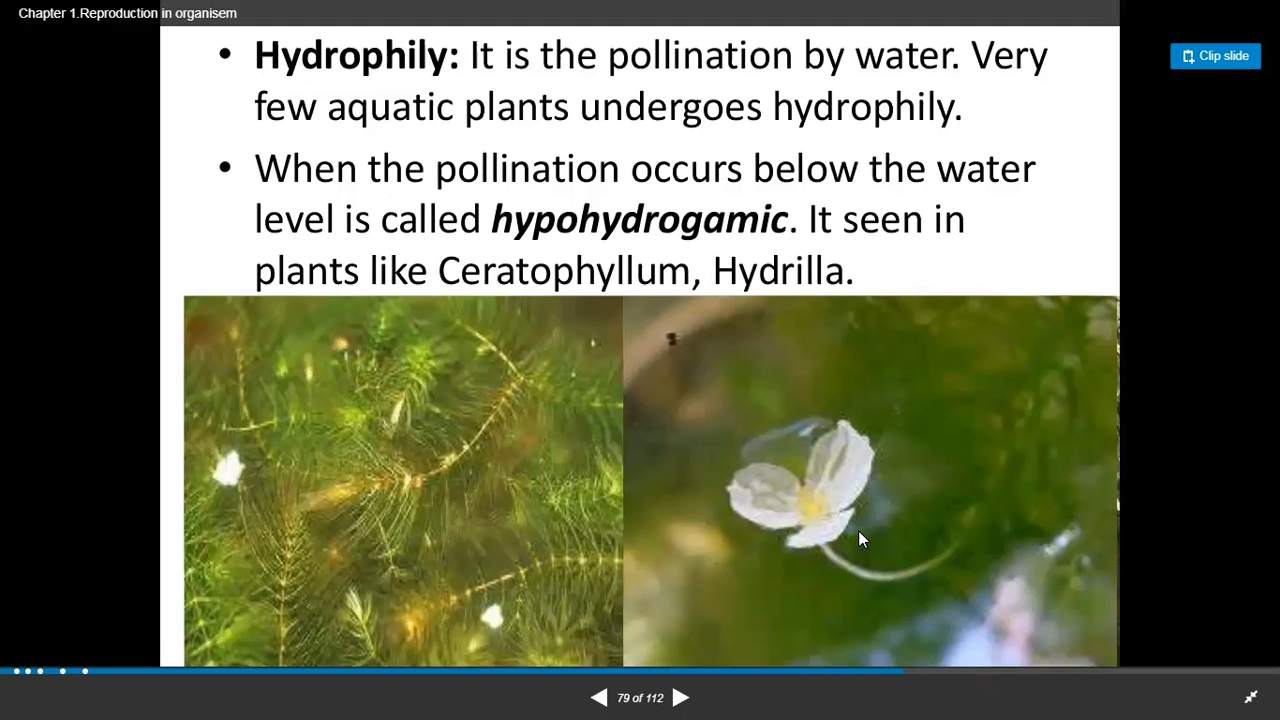 Chapter 1.Reproduction in organisem
Clip slide
• Hydrophily: It is the pollination by water. Very
few aquatic plants undergoes hydrophily.
• When the pollination occurs below the water
level is called hypohydrogamic. It seen in
plants like Ceratophyllum, Hydrilla.
79 of 112